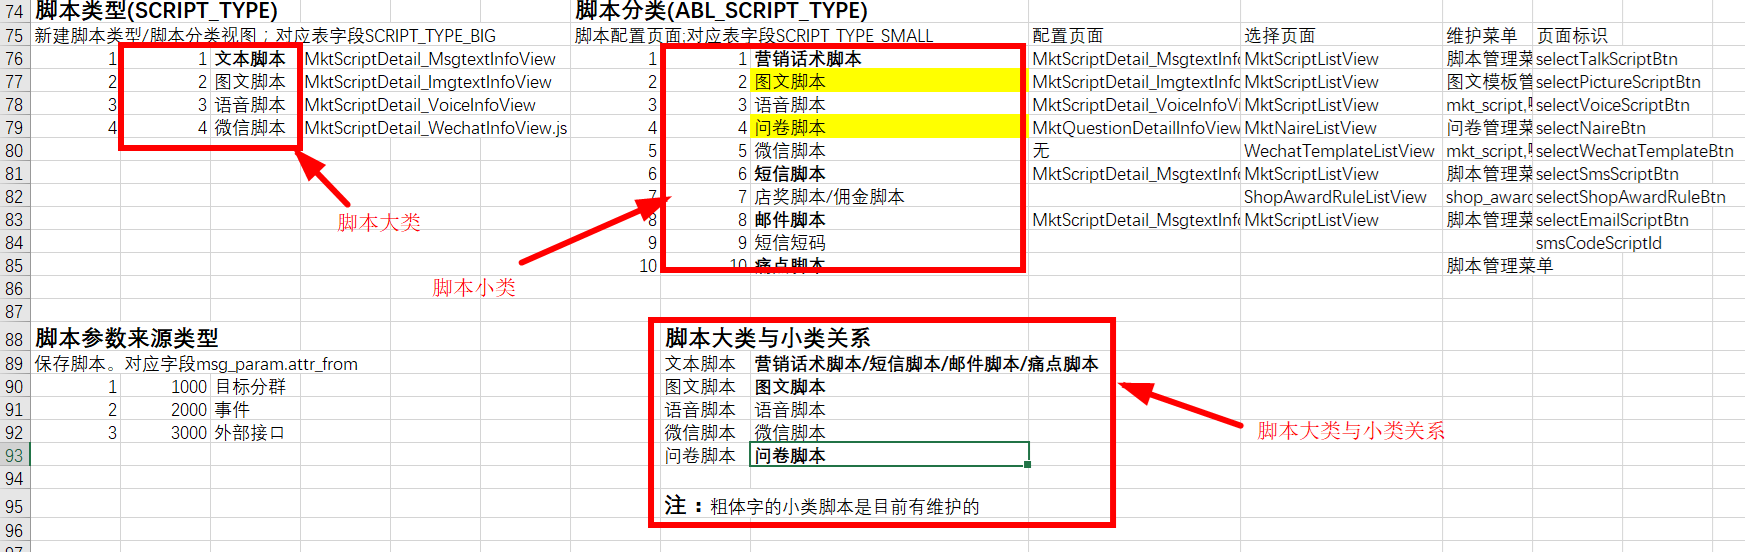 74 脚本类型(SCRIPT_TYPE) 脚本分类(ABL_SCRIPT_TYPE)
75 新建脚本类型/脚本分类视图；对应表字段SCRIPT_TYPE_BIG 脚本配置页面;对应表字段SCRIPT_TYPE_SMALL 配置页面 选择页面 维护菜单 页面标识
76 1 1 文本脚本 MktScriptDetail_MsgtextInfoView 1 1 营销话术脚本 MktScriptDetail_MsgtextInfo MktScriptListView 脚本管理菜 selectTalkScriptBtn
77 2 2 图文脚本 MktScriptDetail_ImgtextInfoView 2 2 图文脚本 MktScriptDetail_ImgtextInfo MktScriptListView 图文模板管 selectPictureScriptBtn
78 3 3 语音脚本 MktScriptDetail_VoiceInfoView 3 3 语音脚本 MktScriptDetail_VoiceInfoVi MktScriptListView mkt_script, selectVoiceScriptBtn
79 4 4 微信脚本 MktScriptDetail_WechatInfoView.js 4 4 问卷脚本 MktQuestionDetailInfoView MktNaireListView 问卷管理菜 selectNaireBtn
80 5 5 微信脚本 无 WechatTemplateListView mkt_script, selectWechatTemplateBtn
81 6 6 短信脚本 MktScriptDetail_MsgtextInfo MktScriptListView 脚本管理菜 selectSmsScriptBtn
82 7 7 店奖脚本/佣金脚本 ShopAwardRuleListView shop_award selectShopAwardRuleBtn
脚本大类
83 8 8 邮件脚本 MktScriptDetail_MsgtextInfo MktScriptListView 脚本管理菜 selectEmailScriptBtn
84 9 9 短信短码 smsCodeScriptId
85 10 10 痛点脚本 脚本管理菜单
脚本小类
86
87
88 脚本参数来源类型 脚本大类与小类关系
89 保存脚本。对应字段msg_param.attr_from 文本脚本 营销话术脚本/短信脚本/邮件脚本/痛点脚本
90 1 1000 目标分群 图文脚本 图文脚本
91 2 2000 事件 语音脚本 语音脚本
92 3 3000 外部接口 微信脚本 微信脚本
脚本大类与小类关系
93 问卷脚本 问卷脚本
94
95 注：粗体字的小类脚本是目前有维护的
96